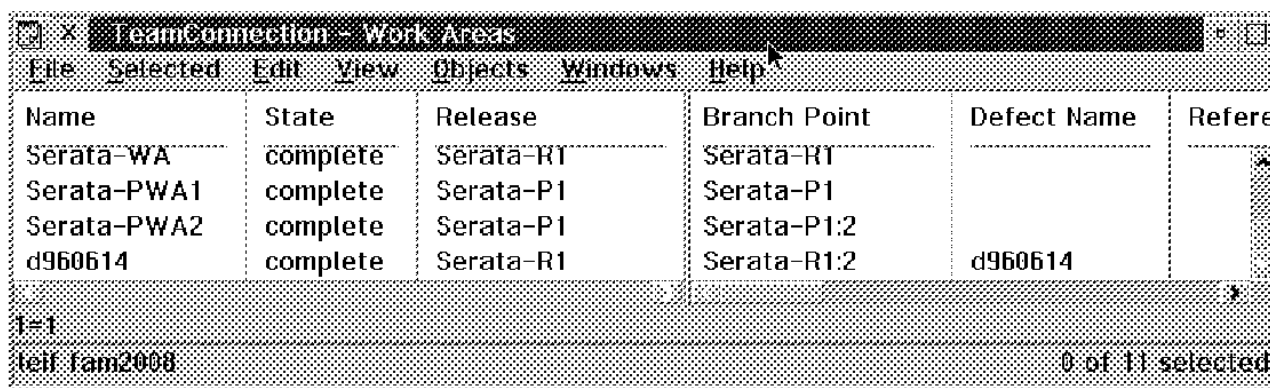 TeamConnection - Work Areas
File Selected Edit View Objects Windows Help
Name State Release Branch Point Defect Name Refere
Serata-WA complete Serata-R1 Serata-R1
Serata-PWA1 complete Serata-P1 Serata-P1
Serata-PWA2 complete Serata-P1 Serata-P1:2
d960614 complete Serata-R1 Serata-R1:2 d960614
1=1
leif fam2008 0 of 11 selected